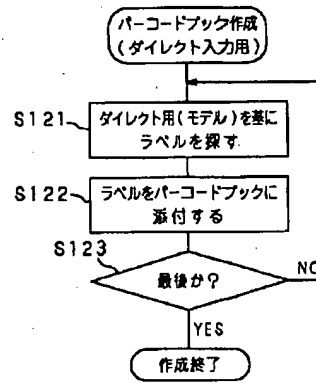 バーコードブック作成
(ダイレクト入力用)
S121
ダイレクト用(モデル)を基に
ラベルを探す
S122
ラベルをバーコードブックに
添付する
S123
最後か?
NO
YES
作成終了